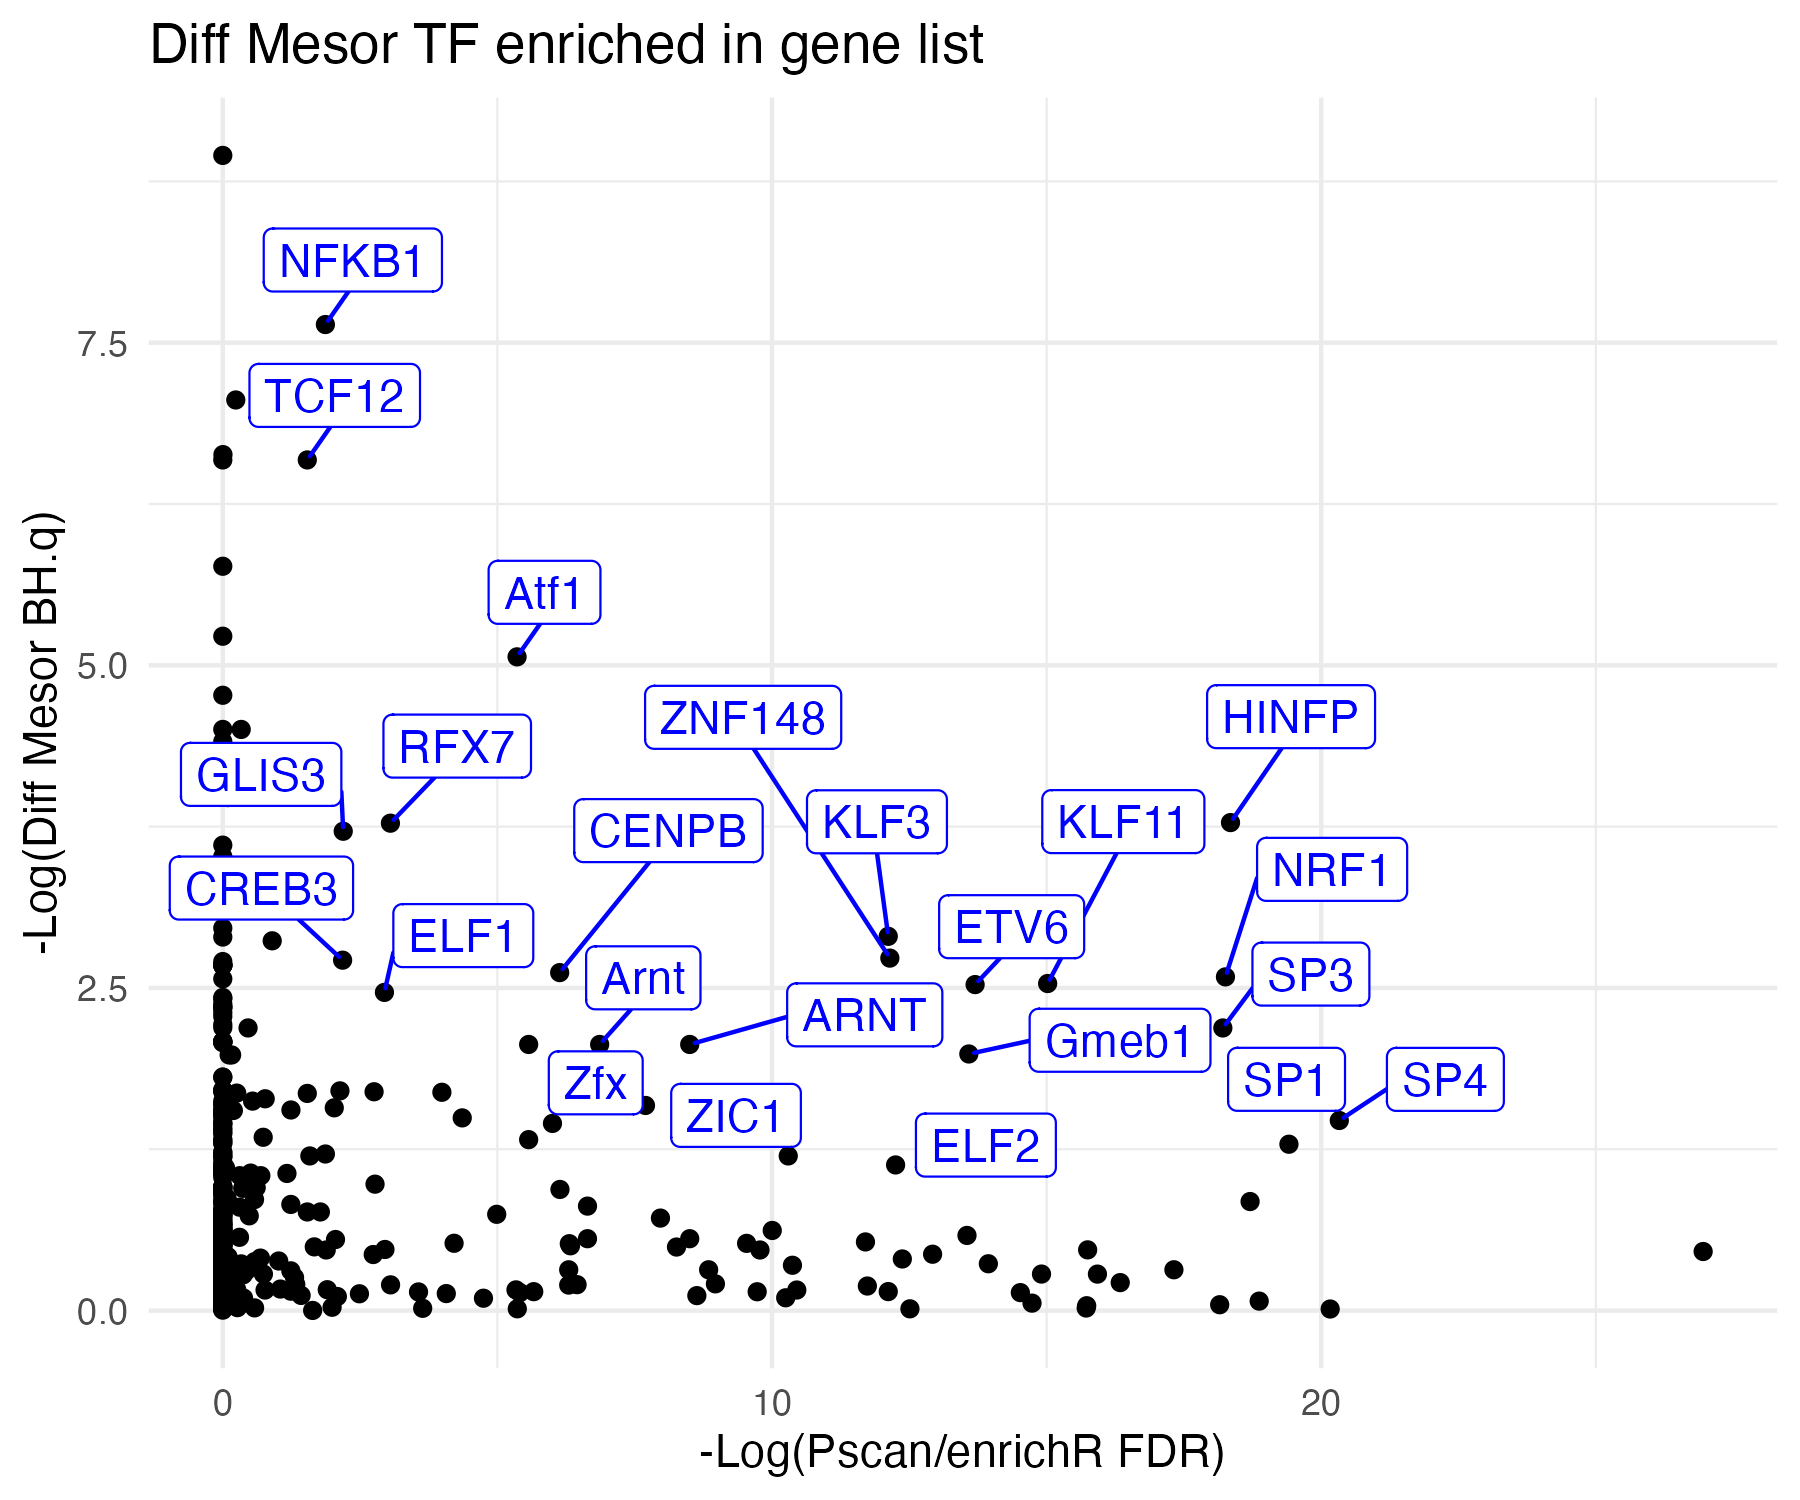 Diff Mesor TF enriched in gene list
-Log(Diff Mesor BH.q)
7.5
5.0
2.5
0.0
NFKB1
TCF12
Atf1
ZNF148
HINFP
RFX7
GLIS3
CENPB
KLF3
KLF11
NRF1
CREB3
ELF1
ETV6
Arnt
SP3
ARNT
Gmeb1
Zfx
SP1
SP4
ZIC1
ELF2
0
10
20
-Log(Pscan/enrichR FDR)